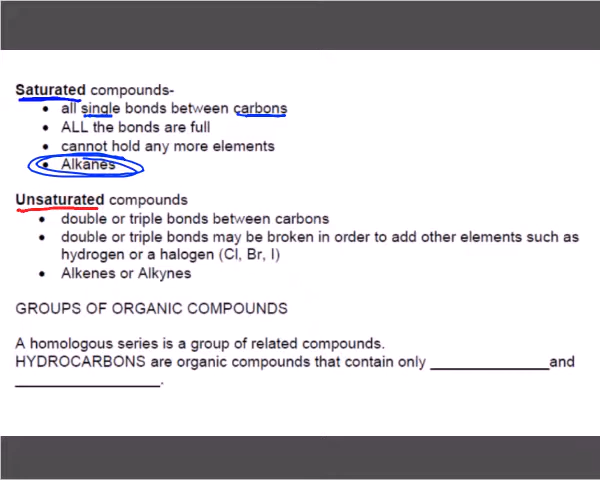 Saturated compounds-
• all single bonds between carbons
• ALL the bonds are full
• cannot hold any more elements
• Alkanes
Unsaturated compounds
• double or triple bonds between carbons
• double or triple bonds may be broken in order to add other elements such as
hydrogen or a halogen (Cl, Br, I)
• Alkenes or Alkynes
GROUPS OF ORGANIC COMPOUNDS
A homologous series is a group of related compounds.
HYDROCARBONS are organic compounds that contain only ______________and
_________________.